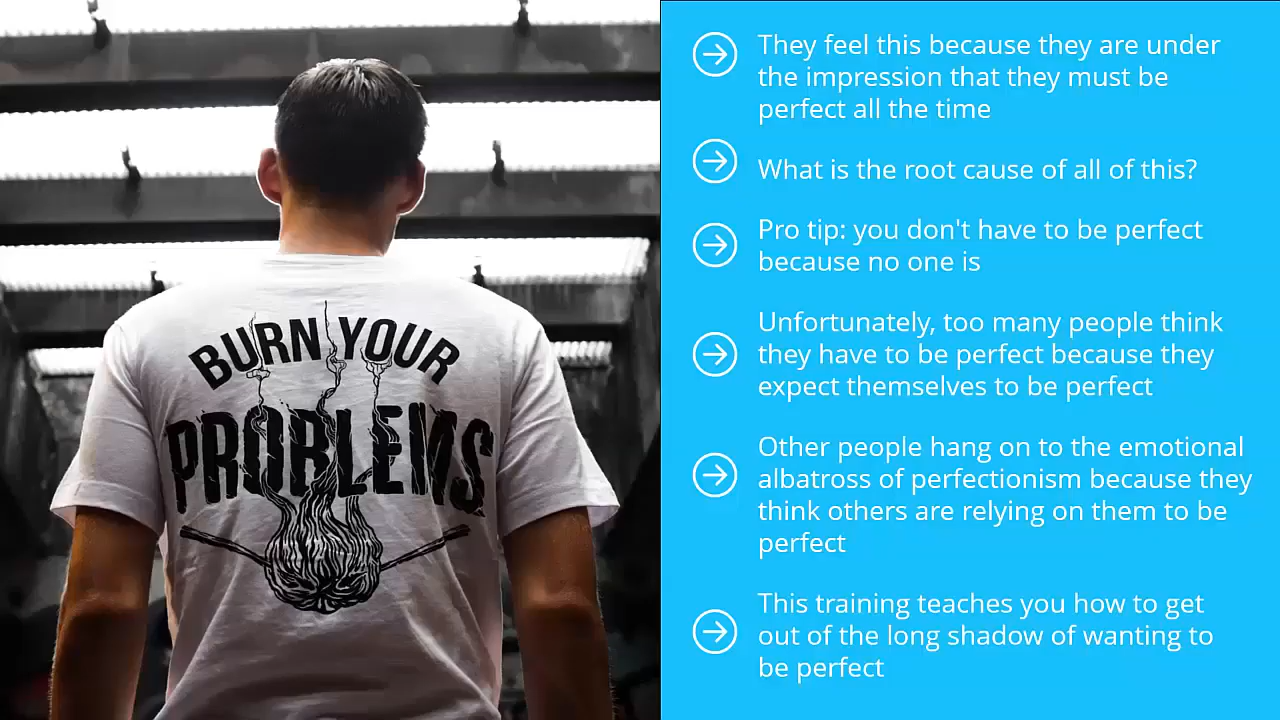 BURN YOUR
PROBLEMS
They feel this because they are under
the impression that they must be
perfect all the time
What is the root cause of all of this?
Pro tip: you don't have to be perfect
because no one is
Unfortunately, too many people think
they have to be perfect because they
expect themselves to be perfect
Other people hang on to the emotional
albatross of perfectionism because they
think others are relying on them to be
perfect
This training teaches you how to get
out of the long shadow of wanting to
be perfect